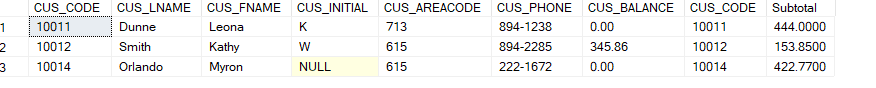 CUS_CODE CUS_LNAME CUS_FNAME CUS_INITIAL CUS_AREACODE CUS_PHONE CUS_BALANCE CUS_CODE Subtotal
1 10011 Dunne Leona K 713 894-1238 0.00 10011 444.0000
2 10012 Smith Kathy W 615 894-2285 345.86 10012 153.8500
3 10014 Orlando Myron NULL 615 222-1672 0.00 10014 422.7700